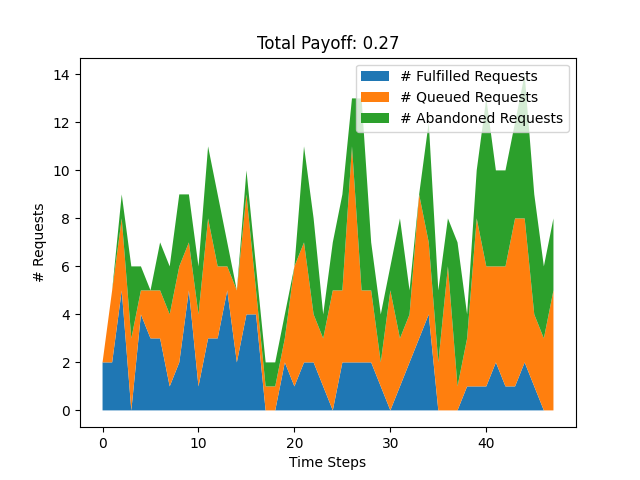 Total Payoff: 0.27
# Fulfilled Requests
# Queued Requests
# Abandoned Requests
14
12
10
8
6
4
2
0
# Requests
0 10 20 30 40
Time Steps